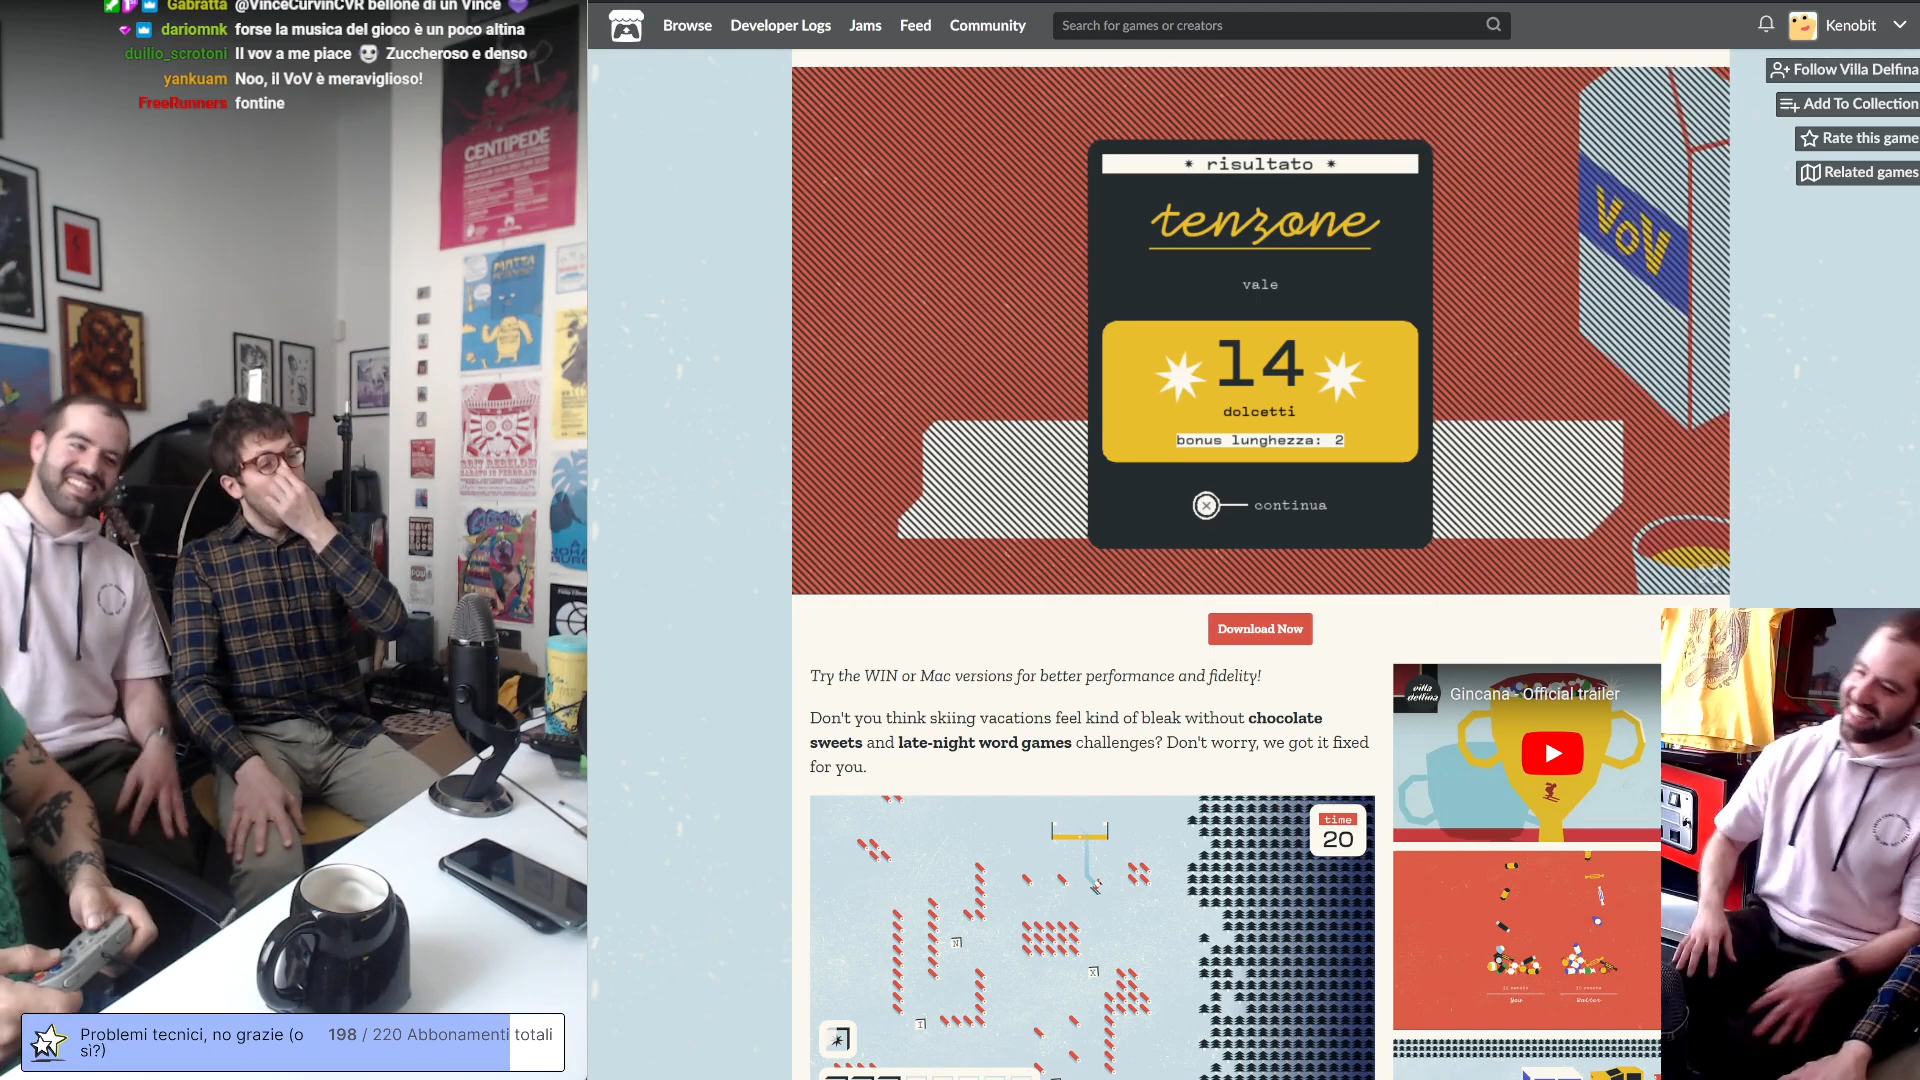 Gabratta @VinceCurvinCVR bellone di un Vince
dariomnk forse la musica del gioco è un poco altina
duilio_scrotoni Il vov a me piace Zuccheroso e denso
yankuam Noo, il VoV è meraviglioso!
FreeRunners fontine
CENTIPEDE
Browse
Developer Logs
Jams
Feed
Community
Search for games or creators
Kenobit
Follow Villa Delfina
Add To Collection
Rate this game
Related games
* risultato *
tenzone
vale
14
dolcetti
bonus lunghezza: 2
continua
VOV
Download Now
Try the WIN or Mac versions for better performance and fidelity!
Don't you think skiing vacations feel kind of bleak without chocolate
sweets and late-night word games challenges? Don't worry, we got it fixed
for you.
villa
delfina
Gincana - Official trailer
time
20
N
X
I
You
Problemi tecnici, no grazie (o
sì?)
198 / 220 Abbonamenti totali